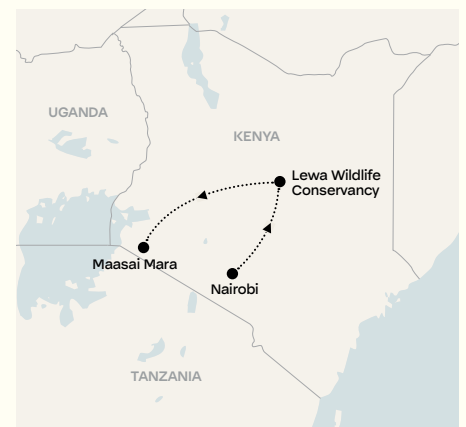 UGANDA
KENYA
Lewa Wildlife
Conservancy
Maasai Mara
Nairobi
TANZANIA